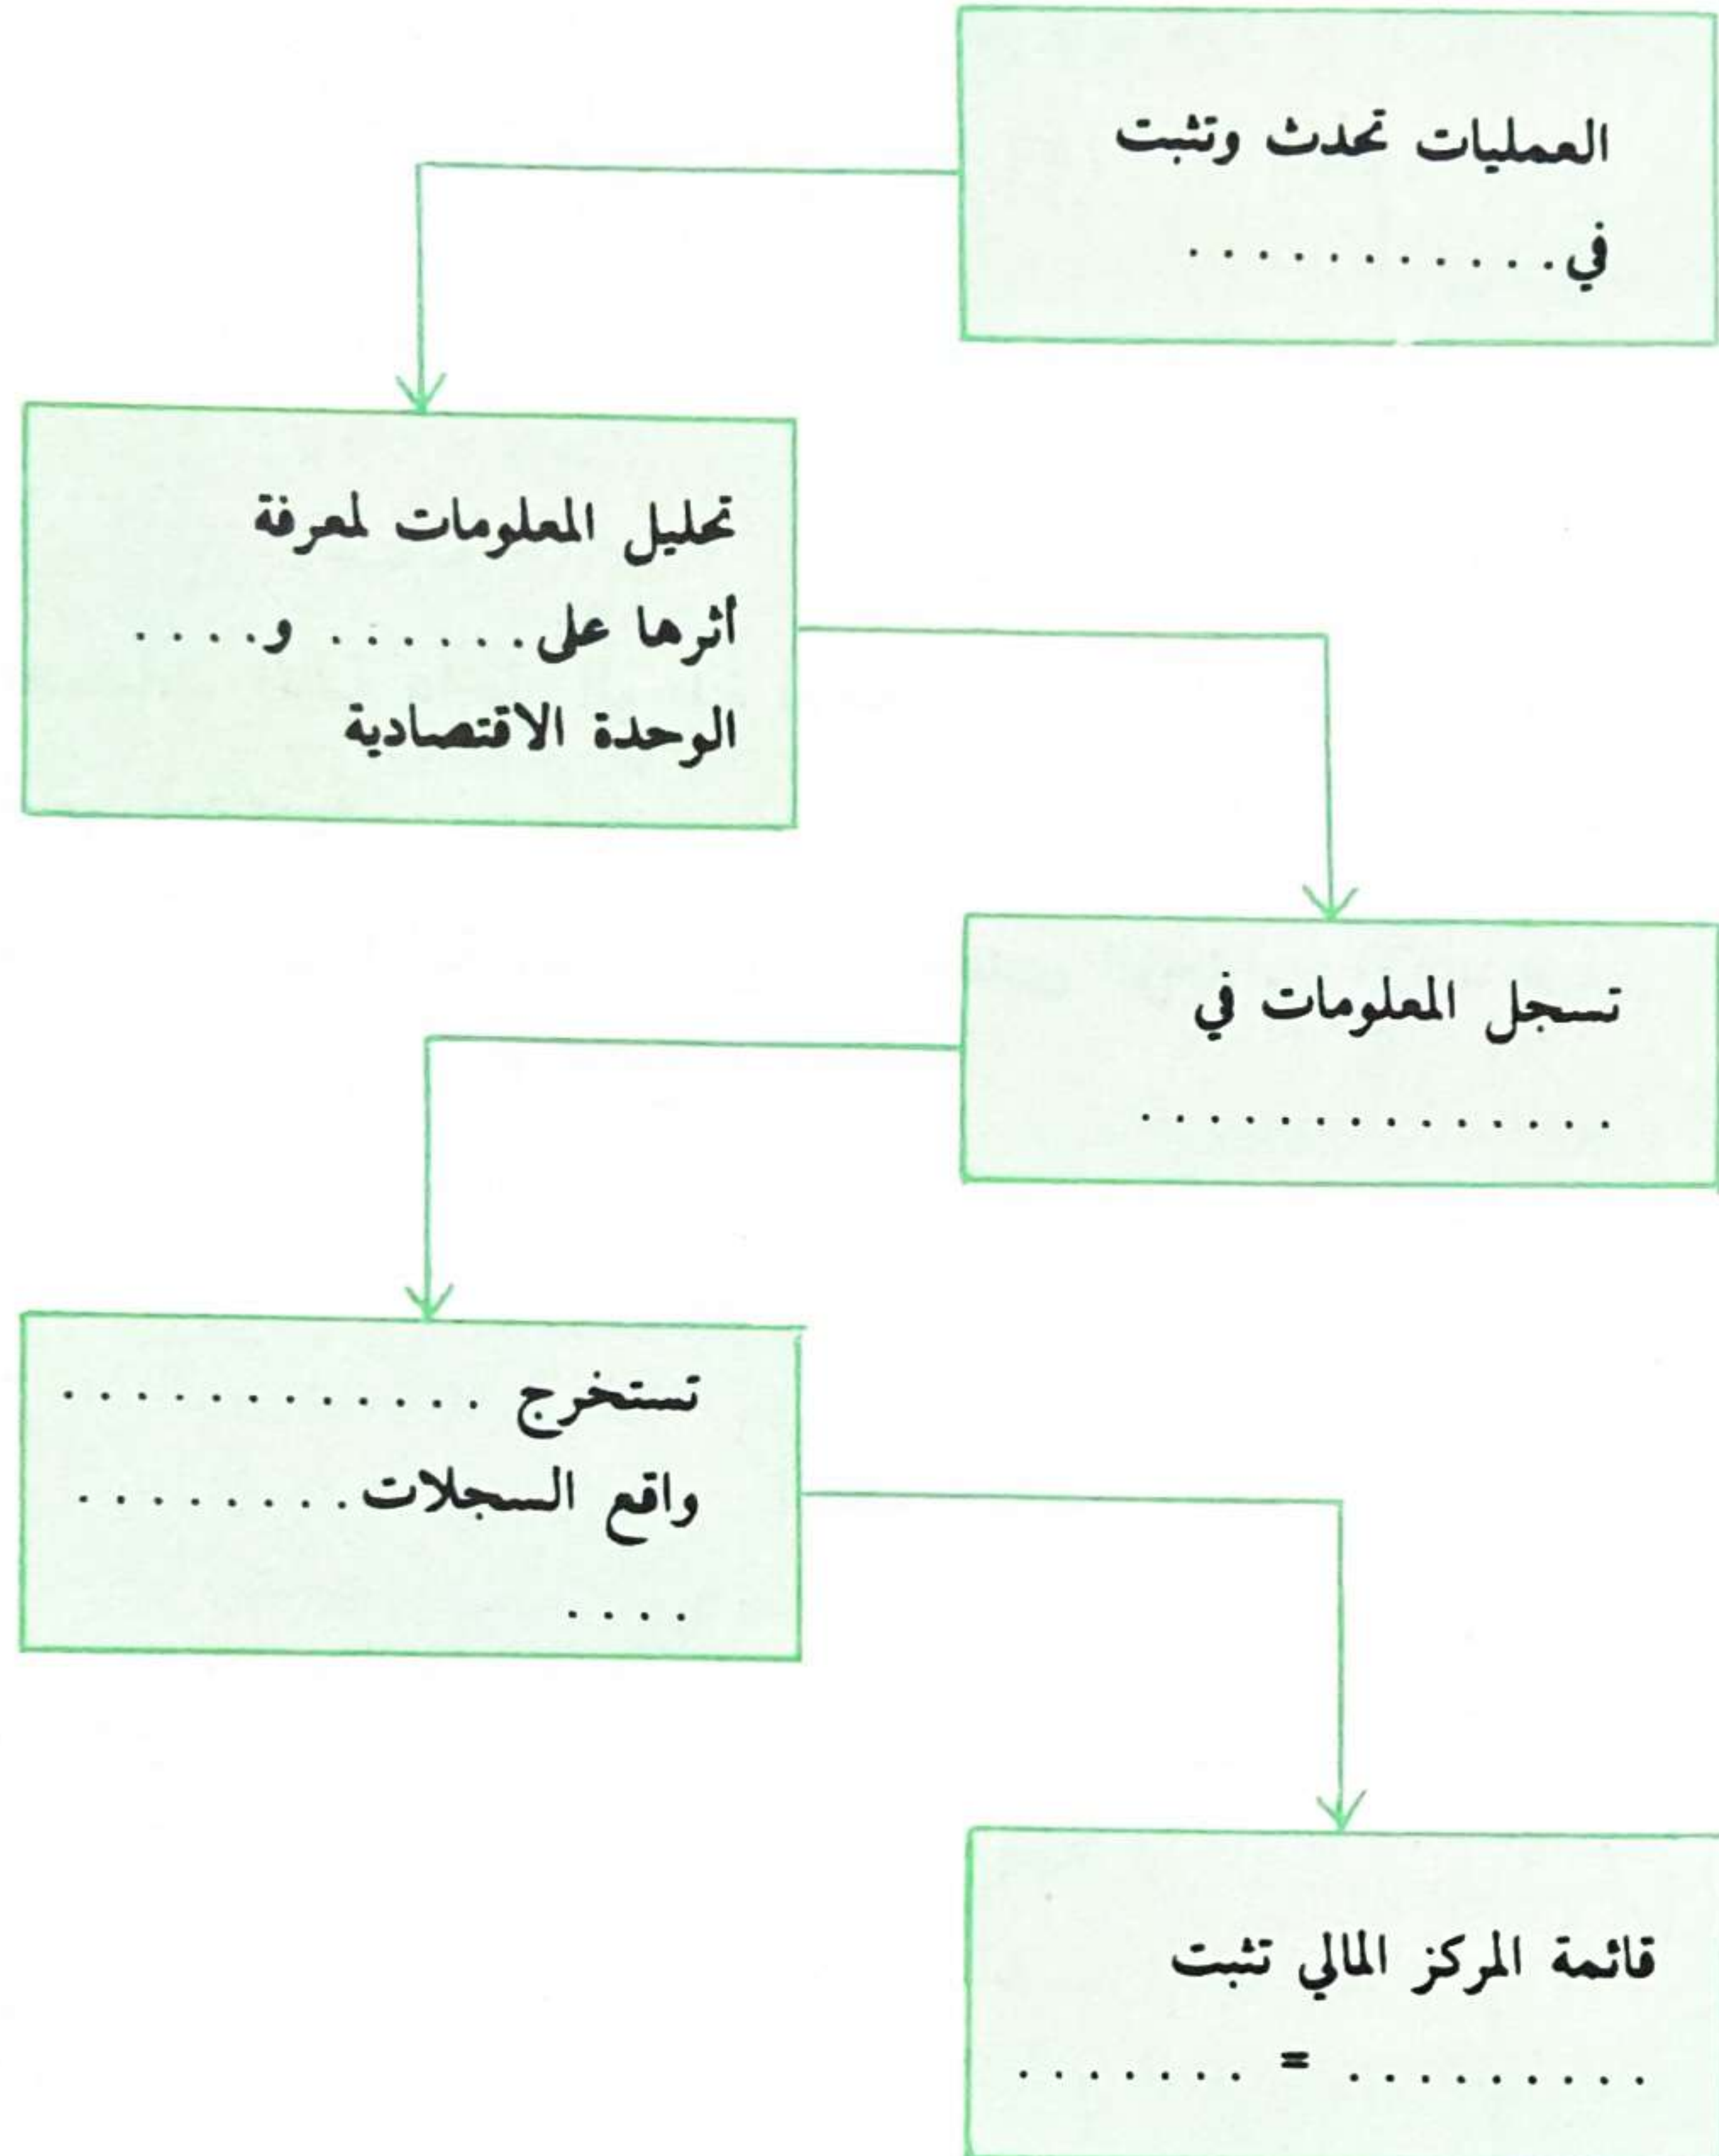 العمليات تحدث وتثبت
في . . . . . . . . . . .
تحليل المعلومات لمعرفة
أثرها على . . . . . . و . . . .
الوحدة الاقتصادية
تسجل المعلومات في
. . . . . . . . . . . . . .
تستخرج . . . . . . . . . . . .
واقع السجلات . . . . . . . .
. . . .
قائمة المركز المالي تثبت
. . . . . . . . . = . . . . . . .